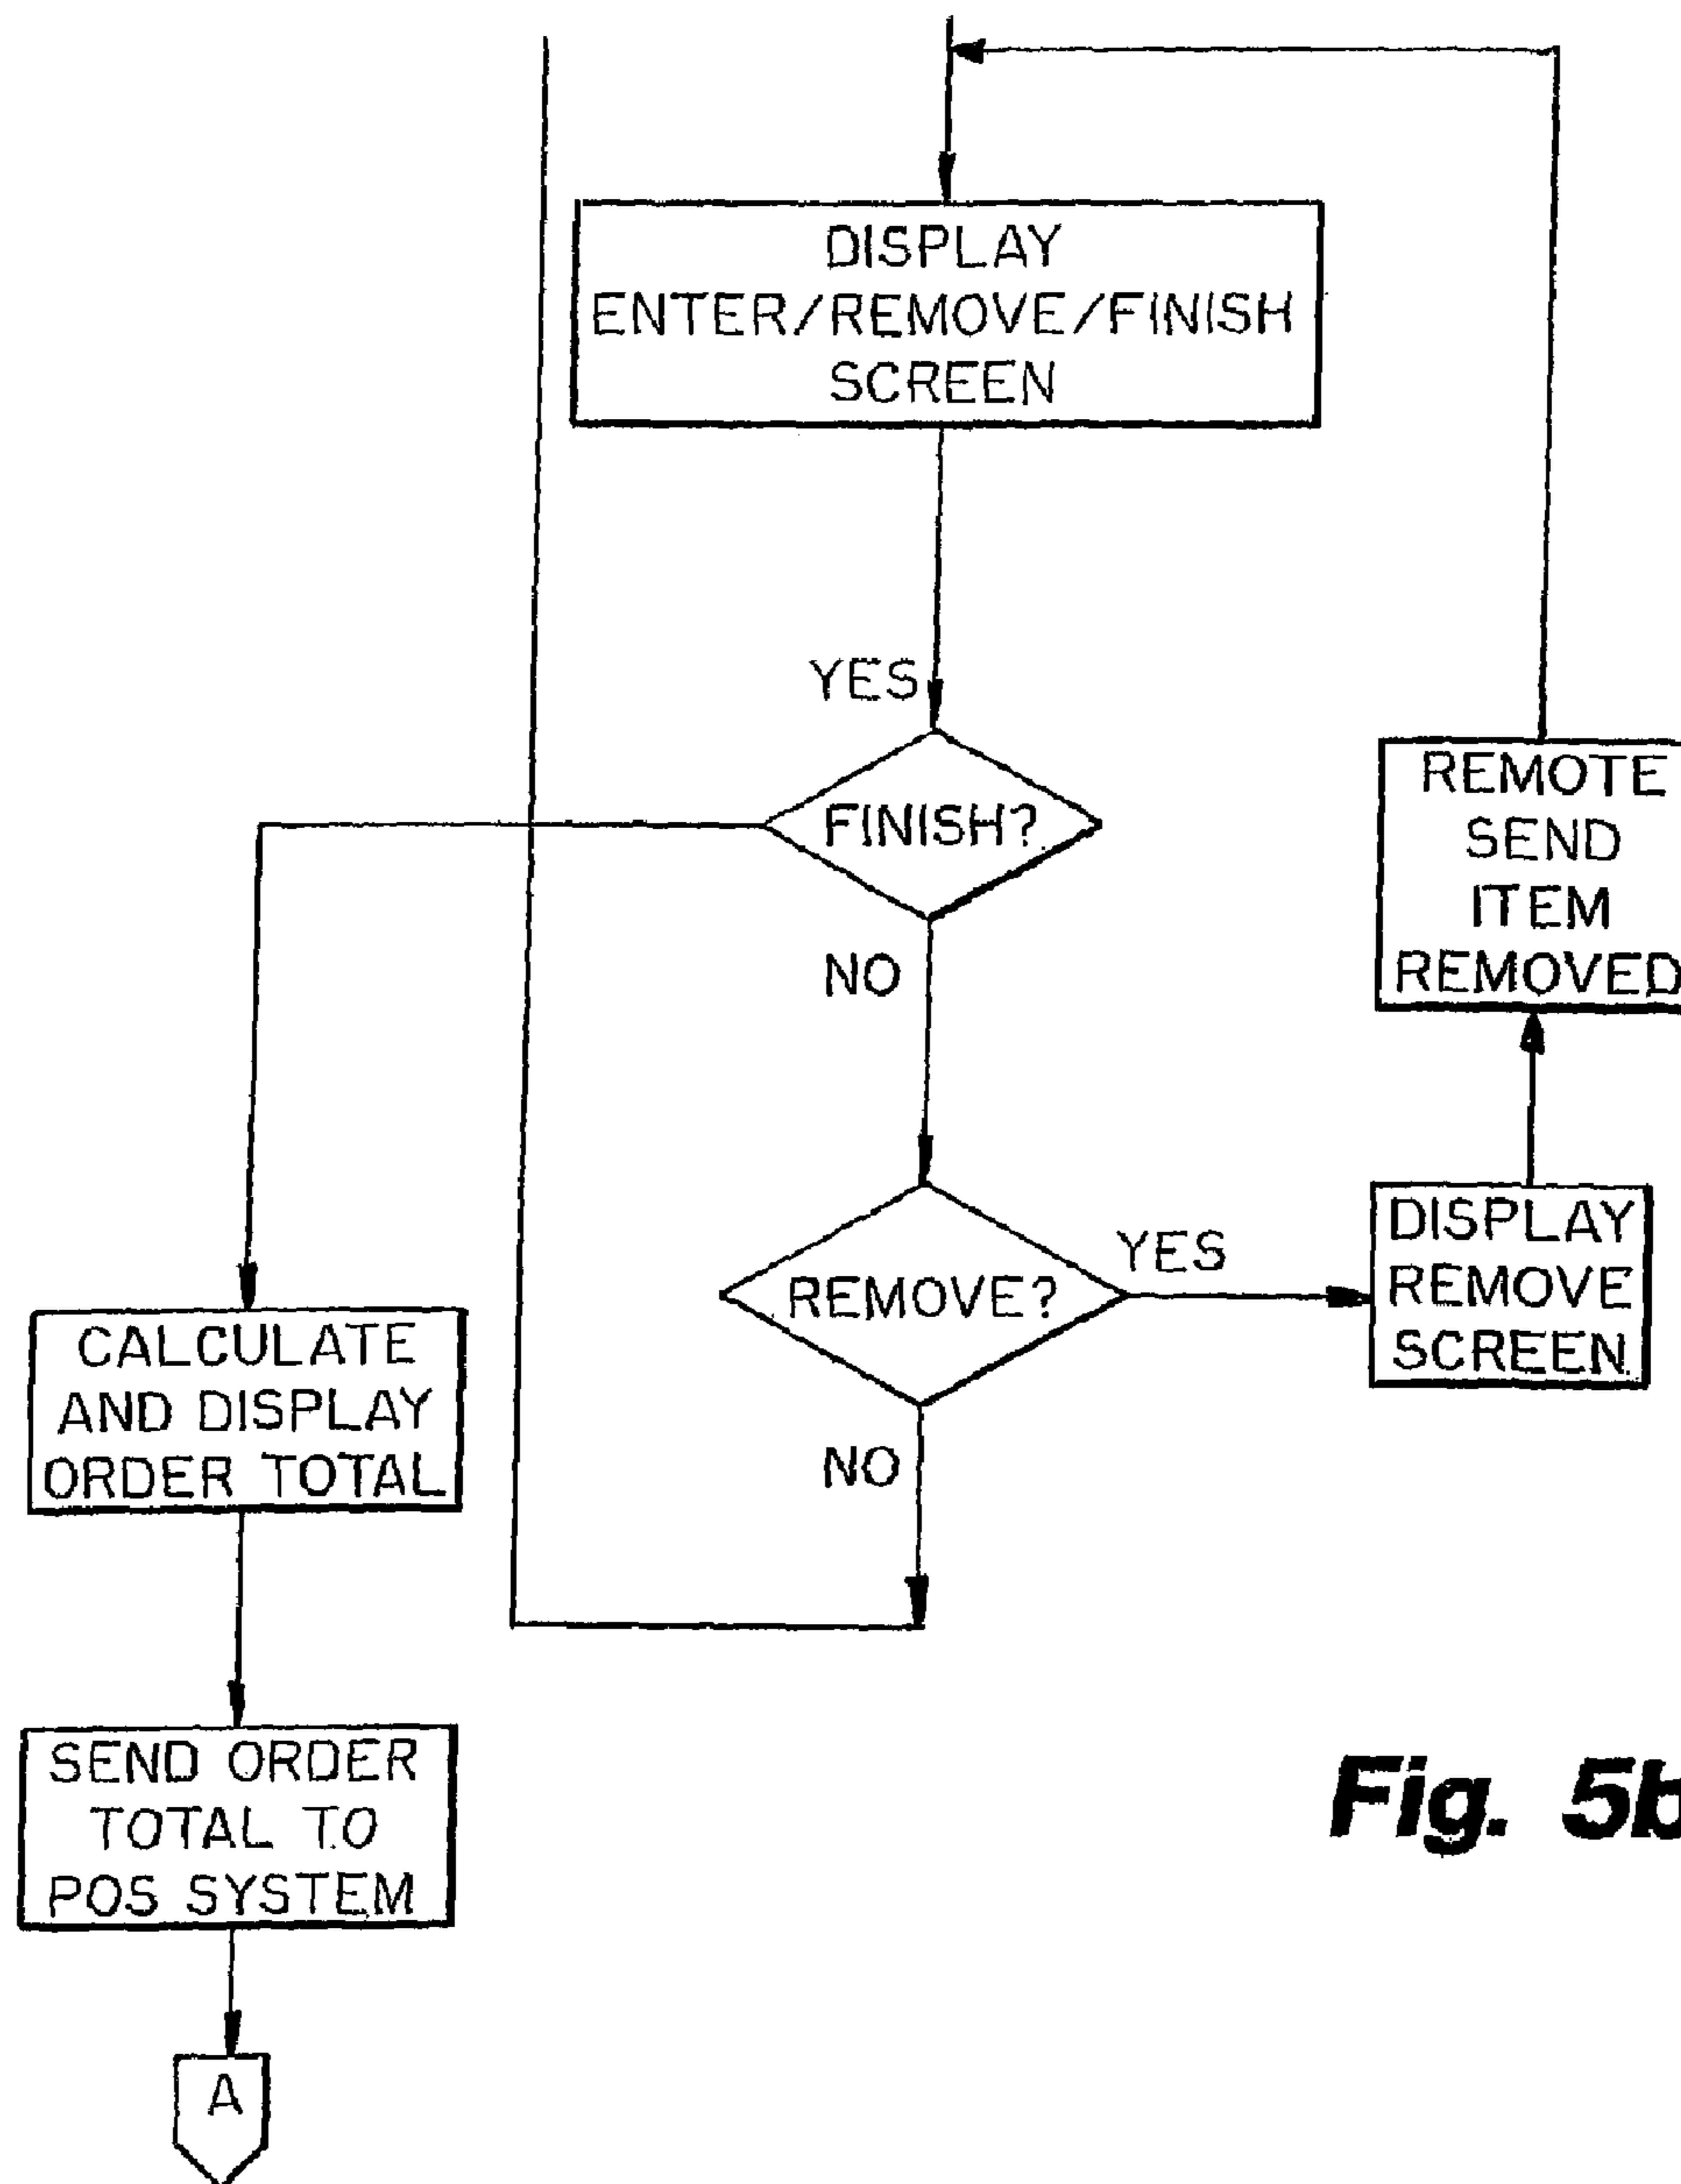 DISPLAY
ENTER/REMOVE/FINISH
SCREEN
YES
FINISH?
NO
REMOTE
SEND
ITEM
REMOVED
REMOVE?
YES
DISPLAY
REMOVE
SCREEN
NO
CALCULATE
AND DISPLAY
ORDER TOTAL
SEND ORDER
TOTAL TO
POS SYSTEM
A
Fig. 5b